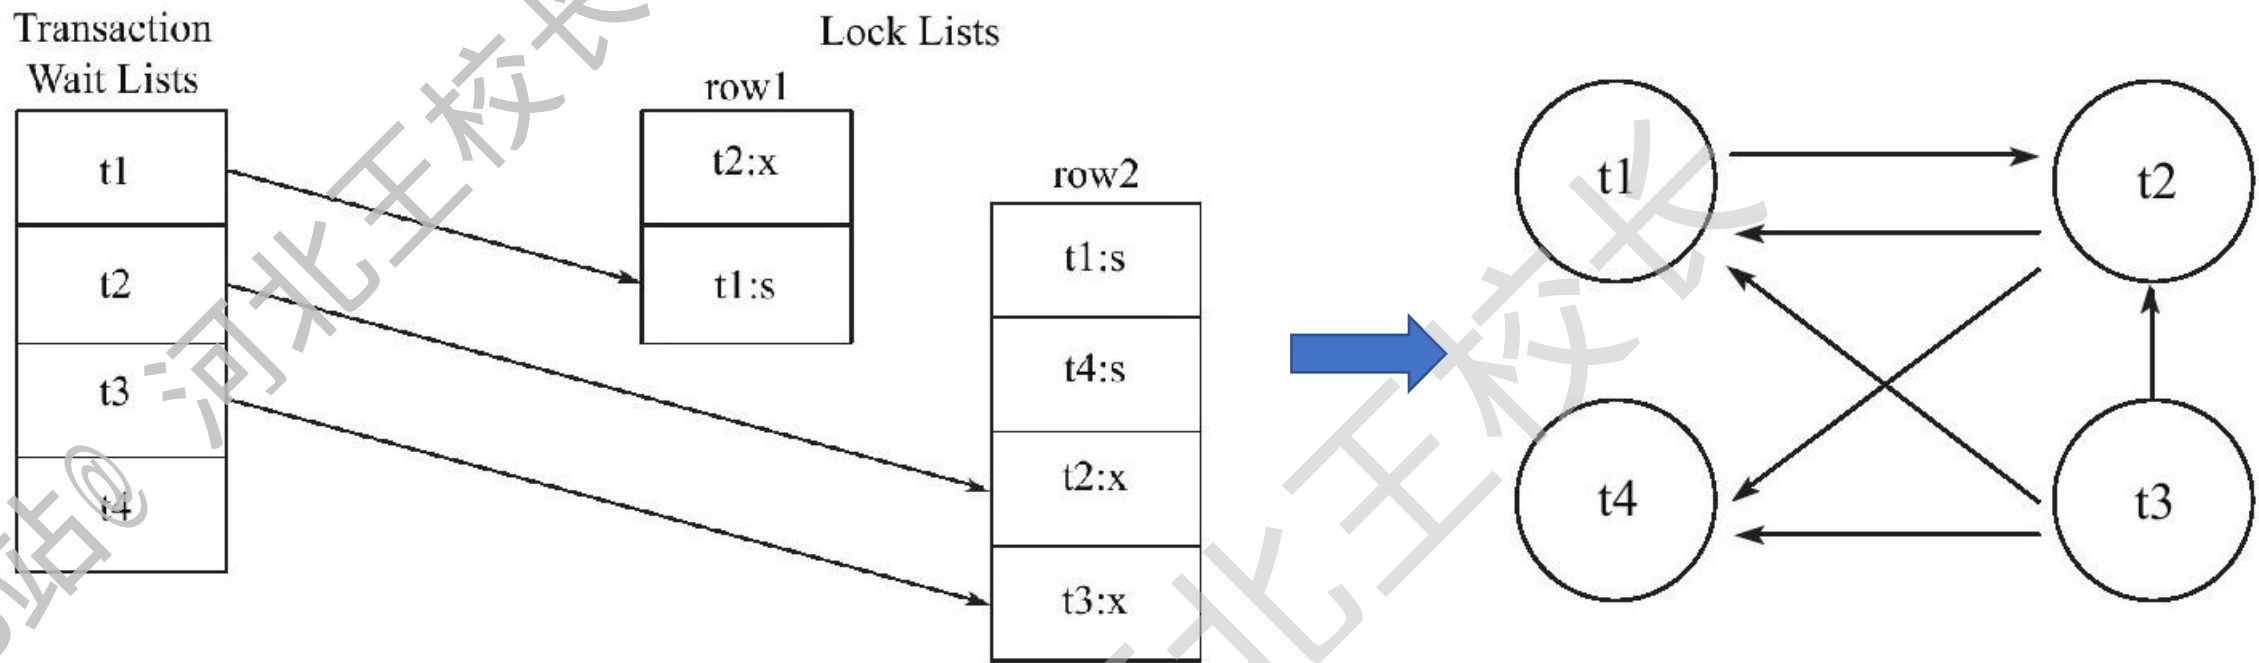 Transaction
Wait Lists
t1
t2
t3
t4
Lock Lists
row1
t2:x
t1:s
row2
t1:s
t4:s
t2:x
t3:x
t1
t2
t4
t3
站@ 河北王校长
北王校长